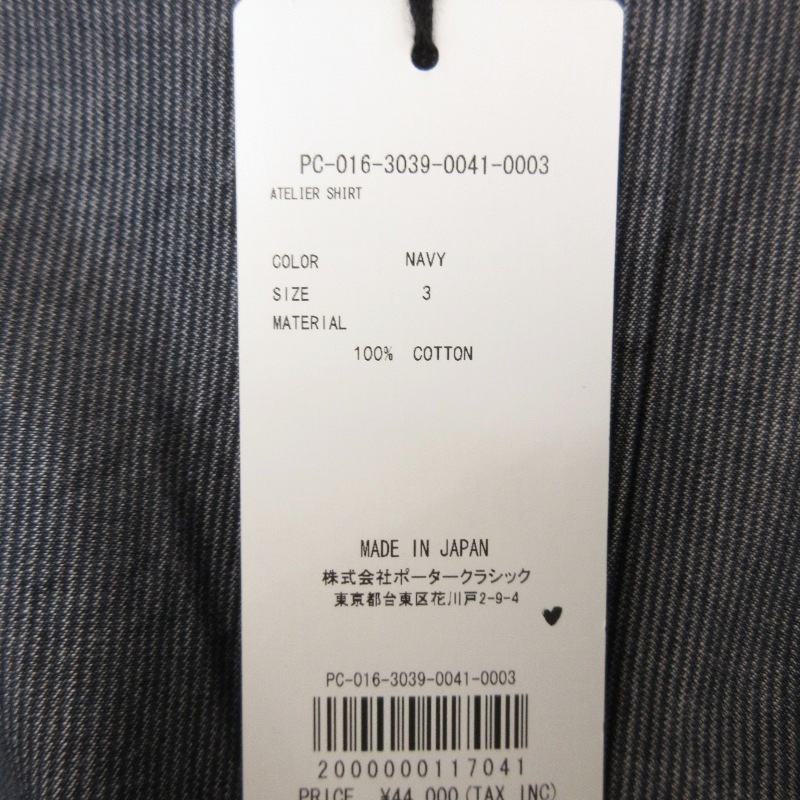 PC-016-3039-0041-0003
ATELIER SHIRT
COLOR NAVY
SIZE 3
MATERIAL
100% COTTON
MADE IN JAPAN
株式会社ポータークラシック
東京都台東区花川戸2-9-4
PC-016-3039-0041-0003
2000000117041
PRICE ¥44,000(TAX INC)